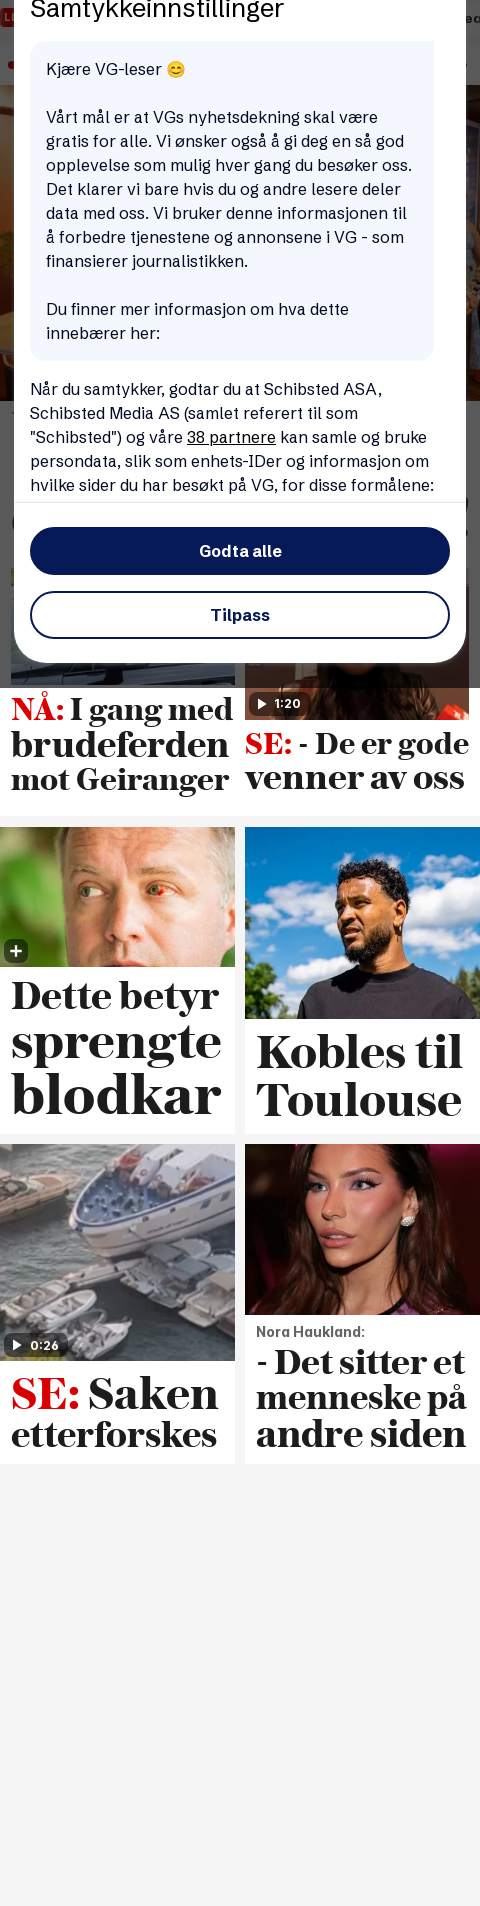 Samtykkeinnstillinger
Kjære VG-leser 😊
Vårt mål er at VGs nyhetsdekning skal være
gratis for alle. Vi ønsker også å gi deg en så god
opplevelse som mulig hver gang du besøker oss.
Det klarer vi bare hvis du og andre lesere deler
data med oss. Vi bruker denne informasjonen til
å forbedre tjenestene og annonsene i VG - som
finansierer journalistikken.
Du finner mer informasjon om hva dette
innebærer her:
Når du samtykker, godtar du at Schibsted ASA,
Schibsted Media AS (samlet referert til som
"Schibsted") og våre 38 partnere kan samle og bruke
persondata, slik som enhets-IDer og informasjon om
hvilke sider du har besøkt på VG, for disse formålene:
Godta alle
Tilpass
NÅ: I gang med
brudeferden
mot Geiranger
1:20
SE: - De er gode
venner av oss
Dette betyr
sprengte
blodkar
Kobles til
Toulouse
0:26
SE: Saken
etterforskes
Nora Haukland:
- Det sitter et
menneske på
andre siden